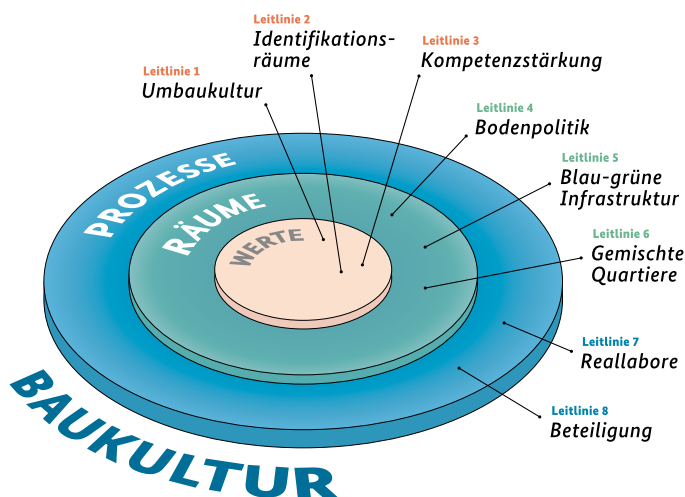 Leitlinie 2
Identifikations-
räume
Leitlinie 3
Kompetenzstärkung
Leitlinie 1
Umbaukultur
Leitlinie 4
Bodenpolitik
Leitlinie 5
Blau-grüne
Infrastruktur
Leitlinie 6
Gemischte
Quartiere
Leitlinie 7
Reallabore
Leitlinie 8
Beteiligung
PROZESSE
RÄUME
WERTE
BAUKULTUR